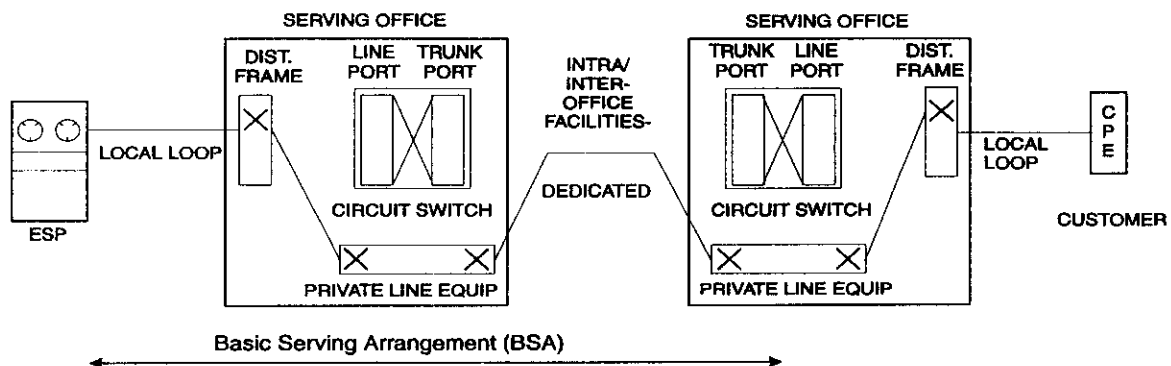 SERVING OFFICE
DIST.
FRAME
LINE
PORT
TRUNK
PORT
CIRCUIT SWITCH
PRIVATE LINE EQUIP
LOCAL LOOP
ESP
INTRA/
INTER-
OFFICE
FACILITIES-
DEDICATED
SERVING OFFICE
TRUNK
PORT
LINE
PORT
DIST.
FRAME
CIRCUIT SWITCH
PRIVATE LINE EQUIP
LOCAL
LOOP
C
P
E
CUSTOMER
Basic Serving Arrangement (BSA)